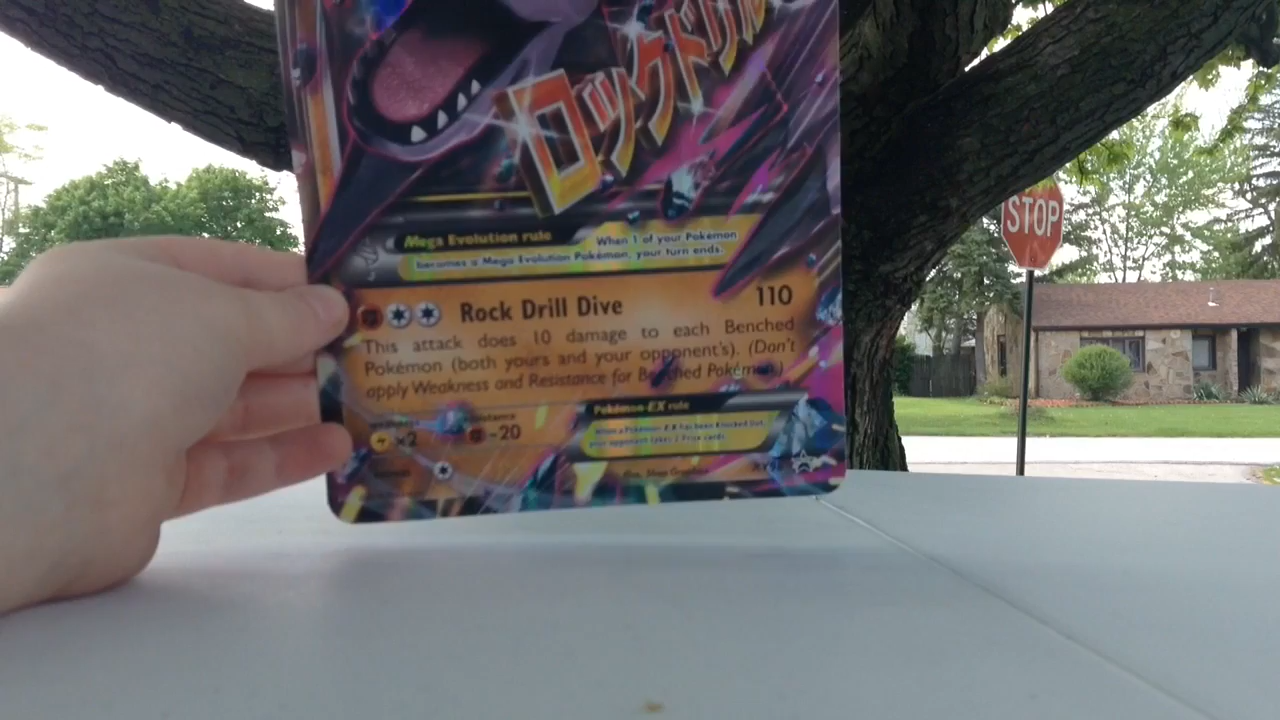 ロックドリル
STOP
Mega Evolution rule
When 1 of your Pokémon
becomes a Mega Evolution Pokémon, your turn ends.
Rock Drill Dive 110
This attack does 10 damage to each Benched
Pokémon (both yours and your opponent's). (Don't
apply Weakness and Resistance for Benched Pokémon.)
×2
-20
Pokémon-EX rule
When a Pokémon-EX has been Knocked Out,
your opponent takes 2 Prize cards.